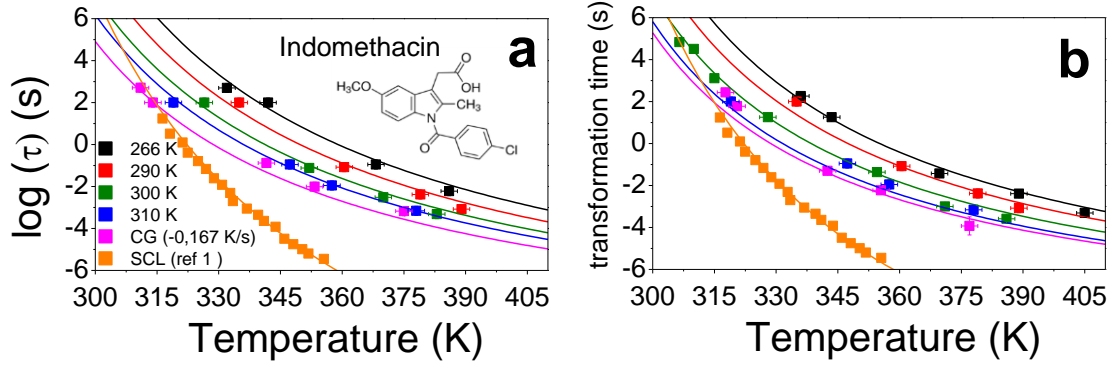 a
Indomethacin
O
OH
CH₃O
CH₃
N
O
Cl
log (τ) (s)
6
4
2
0
-2
-4
-6
266 K
290 K
300 K
310 K
CG (-0,167 K/s)
SCL (ref 1 )
300 315 330 345 360 375 390 405
Temperature (K)
b
transformation time (s)
6
4
2
0
-2
-4
-6
300 315 330 345 360 375 390 405
Temperature (K)